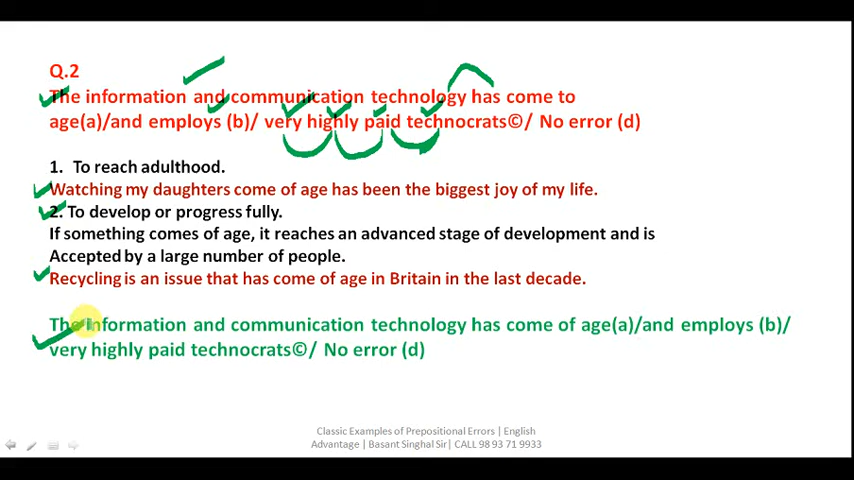 Q.2
The information and communication technology has come to
age(a)/and employs (b)/ very highly paid technocrats©/ No error (d)
1. To reach adulthood.
Watching my daughters come of age has been the biggest joy of my life.
2. To develop or progress fully.
If something comes of age, it reaches an advanced stage of development and is
Accepted by a large number of people.
Recycling is an issue that has come of age in Britain in the last decade.
The information and communication technology has come of age(a)/and employs (b)/
very highly paid technocrats©/ No error (d)
Classic Examples of Prepositional Errors | English
Advantage | Basant Singhal Sir| CALL 98 93 71 9933